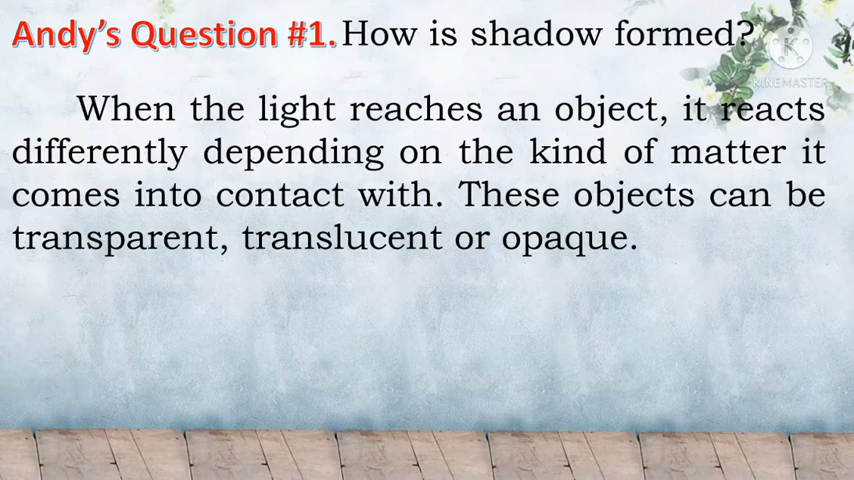 Andy's Question #1. How is shadow formed?
KINEMASTER
When the light reaches an object, it reacts
differently depending on the kind of matter it
comes into contact with. These objects can be
transparent, translucent or opaque.